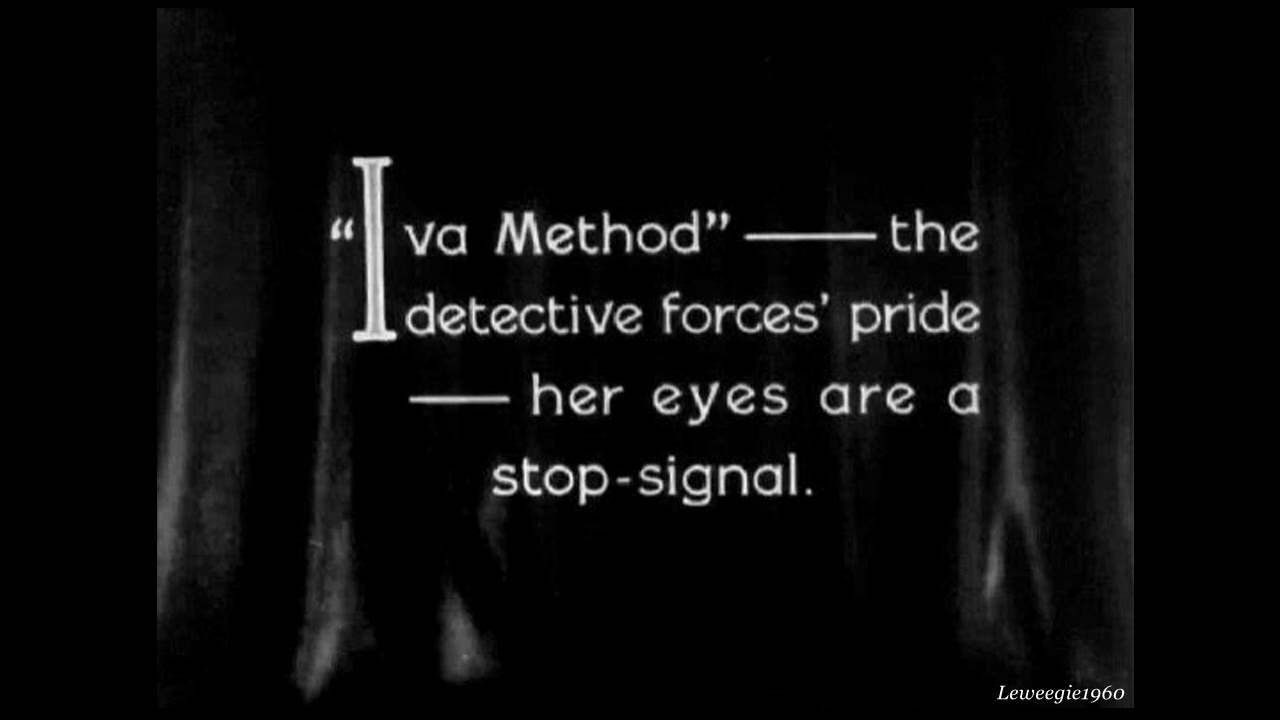 “Iva Method” — the
detective forces’ pride
— her eyes are a
stop-signal.
Leweegie1960